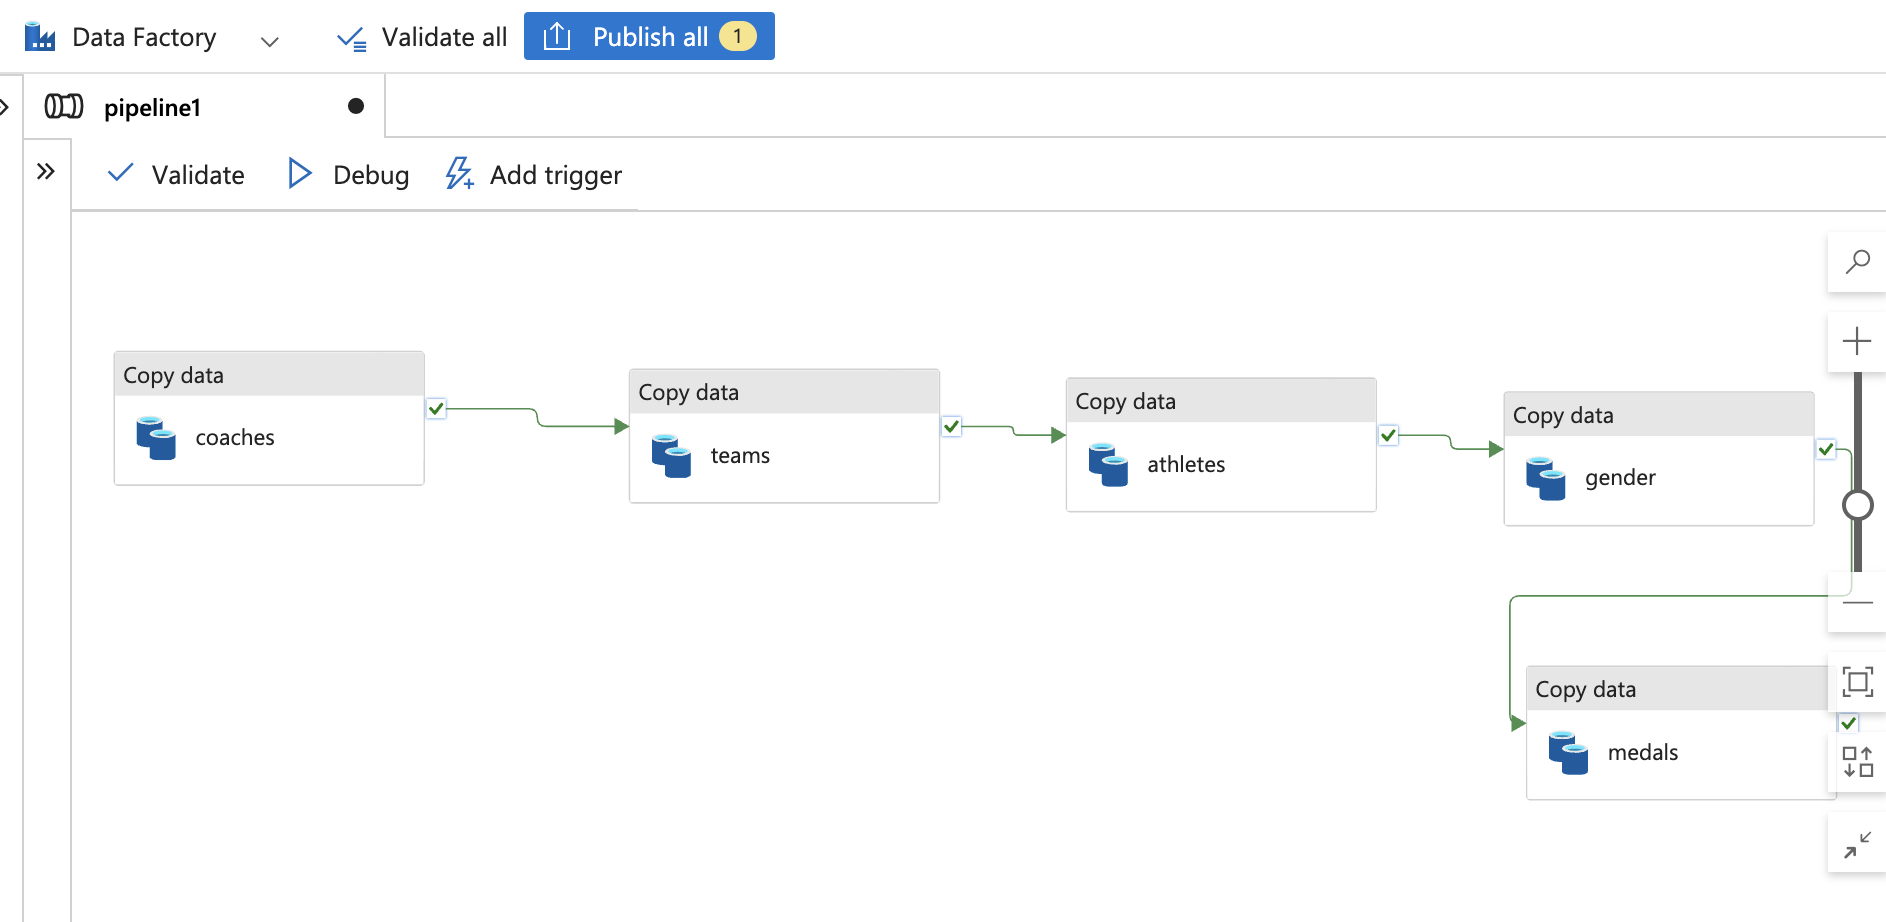 Data Factory
Validate all
Publish all 1
pipeline1
Validate
Debug
Add trigger
Copy data
coaches
Copy data
teams
Copy data
athletes
Copy data
gender
Copy data
medals